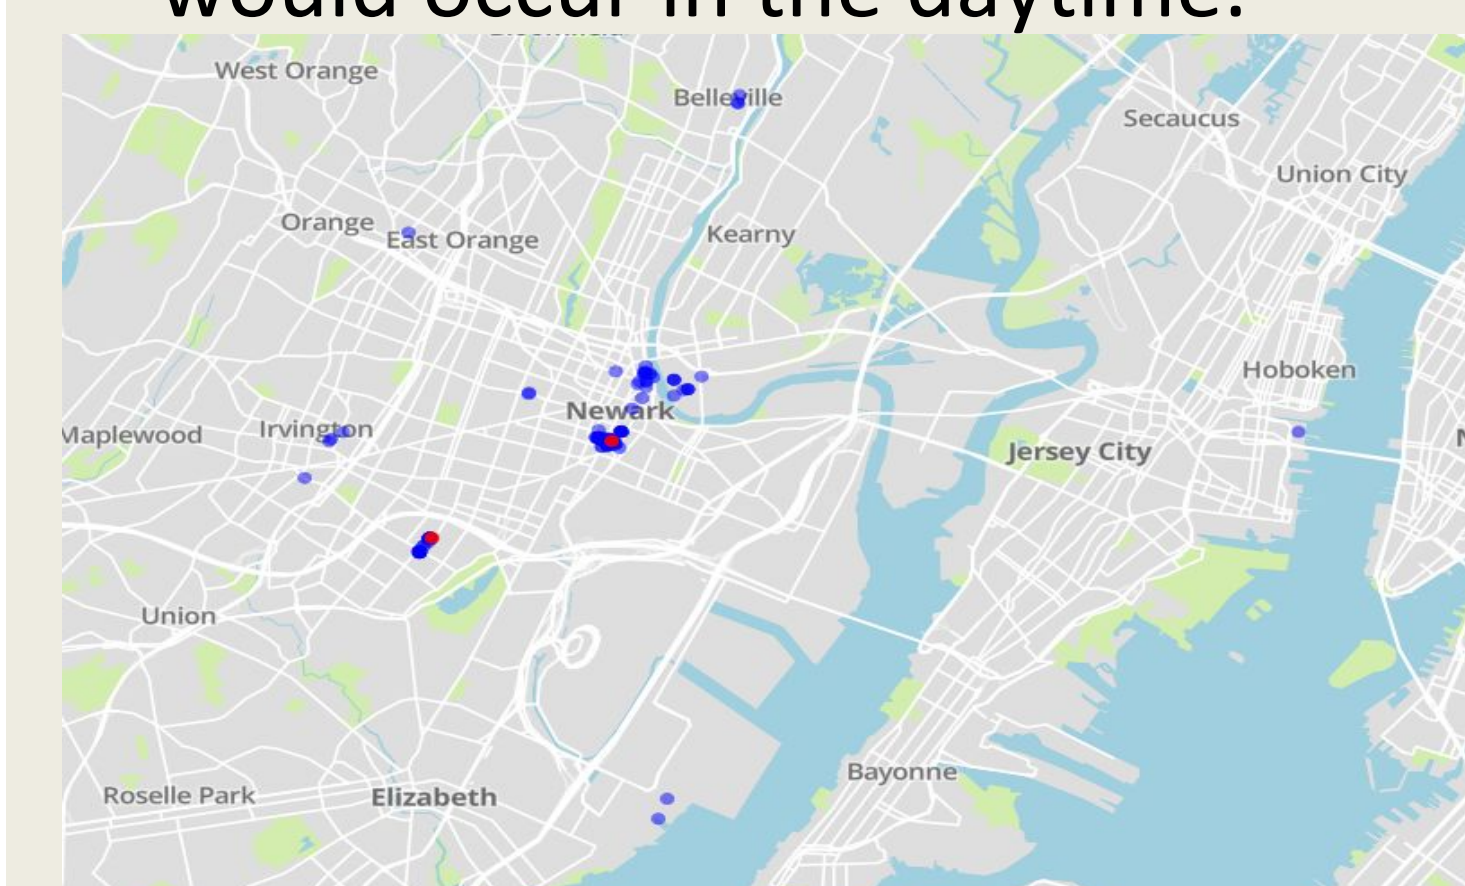 would occur in the daytime.
West Orange
Belleville
Secaucus
Union City
Orange
East Orange
Kearny
Hoboken
Newark
Maplewood
Irvington
Jersey City
Union
Bayonne
Roselle Park
Elizabeth